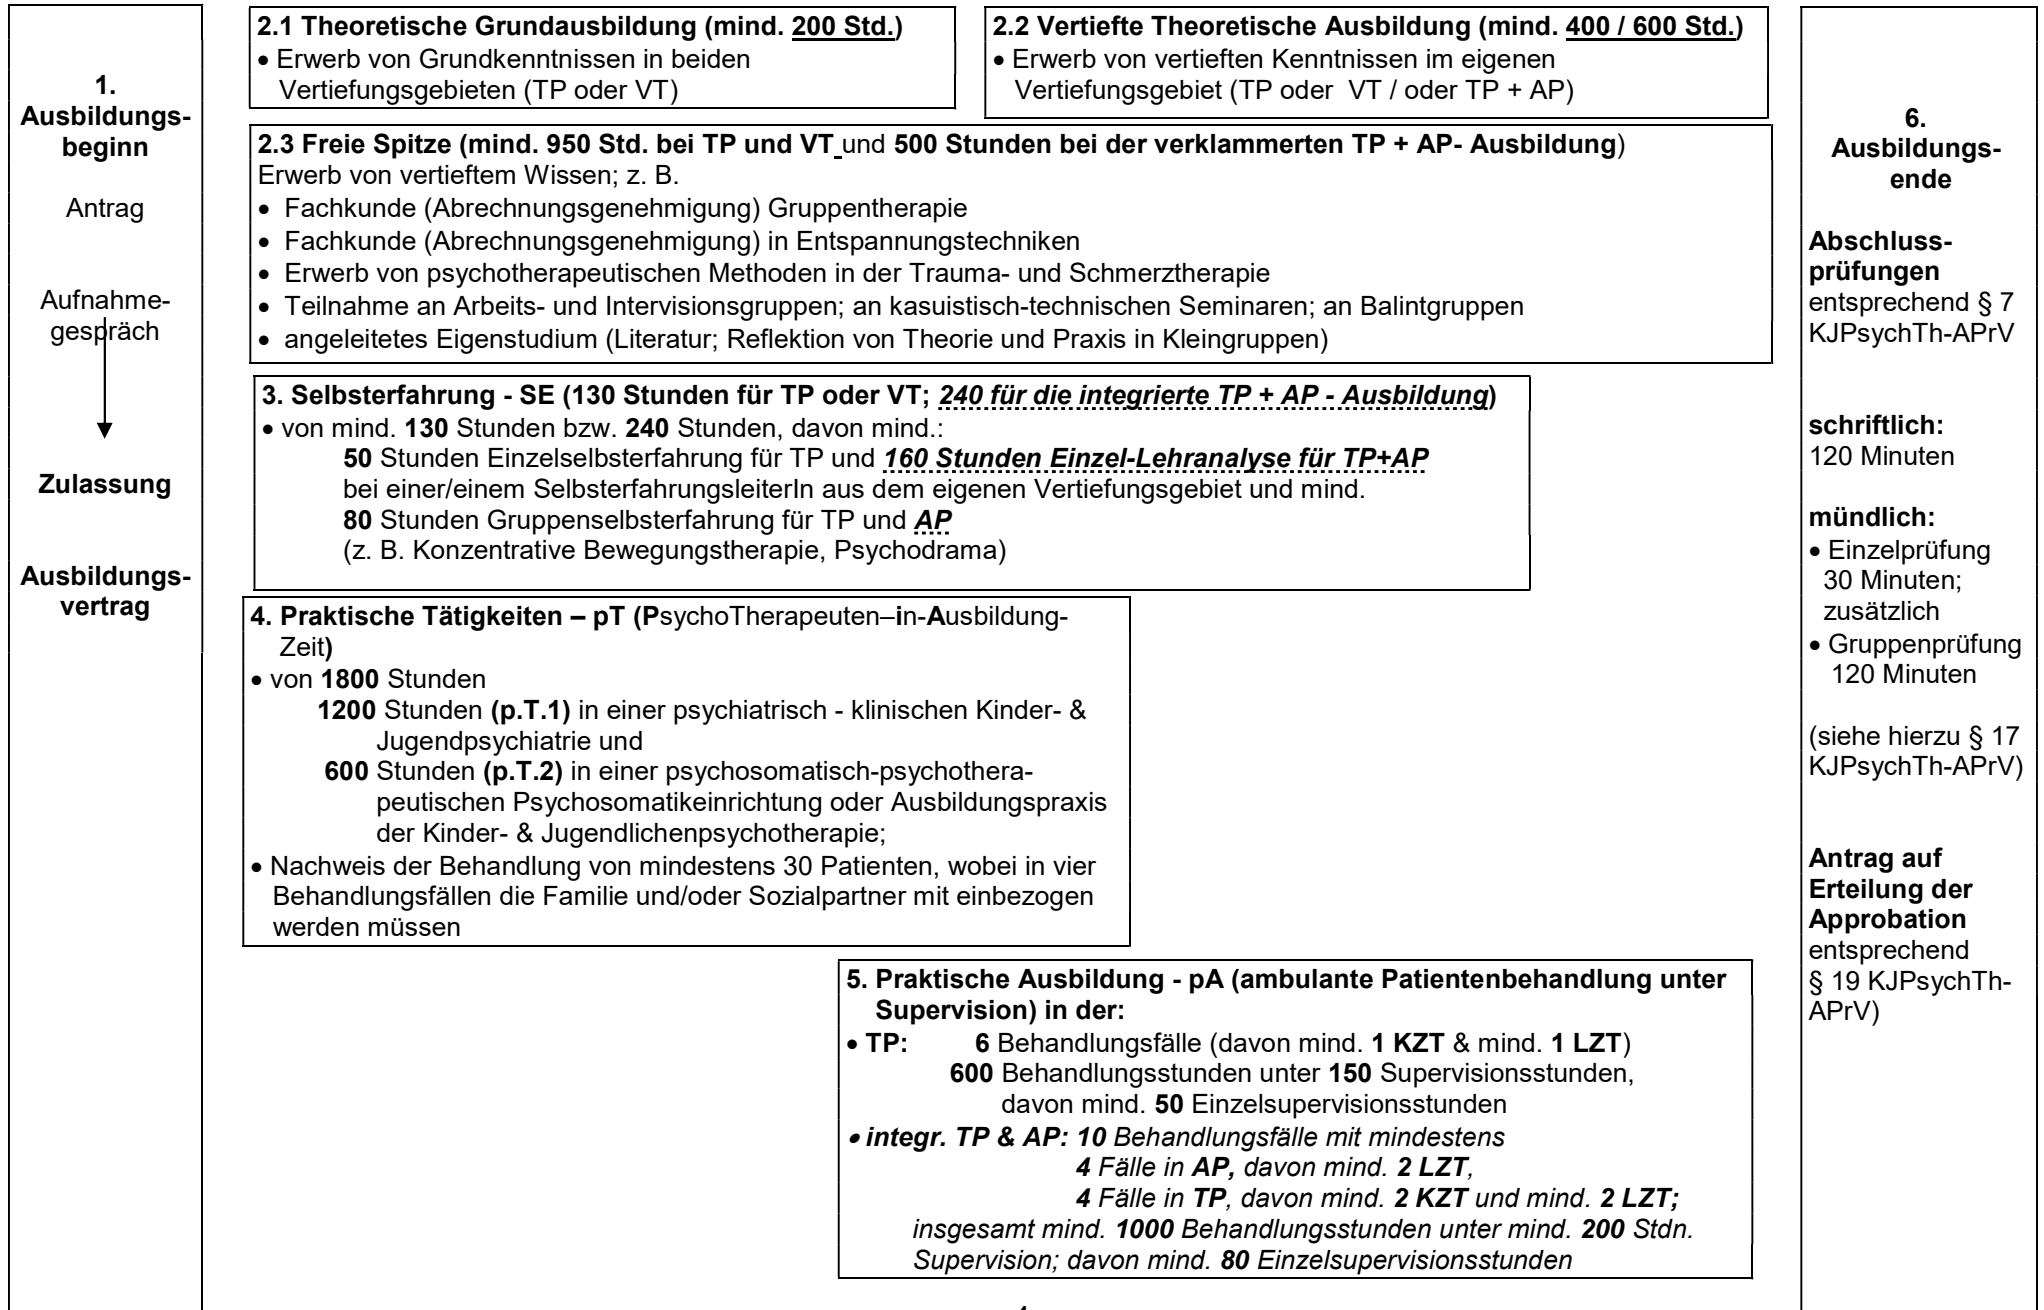 1.
Ausbildungs-
beginn
Antrag
Aufnahme-
gespräch
Zulassung
Ausbildungs-
vertrag
2.1 Theoretische Grundausbildung (mind. 200 Std.)
• Erwerb von Grundkenntnissen in beiden
Vertiefungsgebieten (TP oder VT)
2.2 Vertiefte Theoretische Ausbildung (mind. 400 / 600 Std.)
• Erwerb von vertieften Kenntnissen im eigenen
Vertiefungsgebiet (TP oder VT / oder TP + AP)
2.3 Freie Spitze (mind. 950 Std. bei TP und VT und 500 Stunden bei der verklammerten TP + AP- Ausbildung)
Erwerb von vertieftem Wissen; z. B.
• Fachkunde (Abrechnungsgenehmigung) Gruppentherapie
• Fachkunde (Abrechnungsgenehmigung) in Entspannungstechniken
• Erwerb von psychotherapeutischen Methoden in der Trauma- und Schmerztherapie
• Teilnahme an Arbeits- und Intervisionsgruppen; an kasuistisch-technischen Seminaren; an Balintgruppen
• angeleitetes Eigenstudium (Literatur; Reflektion von Theorie und Praxis in Kleingruppen)
3. Selbsterfahrung - SE (130 Stunden für TP oder VT; 240 für die integrierte TP + AP - Ausbildung)
• von mind. 130 Stunden bzw. 240 Stunden, davon mind.:
50 Stunden Einzelselbsterfahrung für TP und 160 Stunden Einzel-Lehranalyse für TP+AP
bei einer/einem SelbsterfahrungsleiterIn aus dem eigenen Vertiefungsgebiet und mind.
80 Stunden Gruppenselbsterfahrung für TP und AP
(z. B. Konzentrative Bewegungstherapie, Psychodrama)
4. Praktische Tätigkeiten – pT (PsychoTherapeuten–in-Ausbildung-
Zeit)
• von 1800 Stunden
1200 Stunden (p.T.1) in einer psychiatrisch - klinischen Kinder- &
Jugendpsychiatrie und
600 Stunden (p.T.2) in einer psychosomatisch-psychothera-
peutischen Psychosomatikeinrichtung oder Ausbildungspraxis
der Kinder- & Jugendlichenpsychotherapie;
• Nachweis der Behandlung von mindestens 30 Patienten, wobei in vier
Behandlungsfällen die Familie und/oder Sozialpartner mit einbezogen
werden müssen
5. Praktische Ausbildung - pA (ambulante Patientenbehandlung unter
Supervision) in der:
• TP: 6 Behandlungsfälle (davon mind. 1 KZT & mind. 1 LZT)
600 Behandlungsstunden unter 150 Supervisionsstunden,
davon mind. 50 Einzelsupervisionsstunden
• integr. TP & AP: 10 Behandlungsfälle mit mindestens
4 Fälle in AP, davon mind. 2 LZT,
4 Fälle in TP, davon mind. 2 KZT und mind. 2 LZT;
insgesamt mind. 1000 Behandlungsstunden unter mind. 200 Stdn.
Supervision; davon mind. 80 Einzelsupervisionsstunden
6.
Ausbildungs-
ende
Abschluss-
prüfungen
entsprechend § 7
KJPsychTh-APrV
schriftlich:
120 Minuten
mündlich:
• Einzelprüfung
30 Minuten;
zusätzlich
• Gruppenprüfung
120 Minuten
(siehe hierzu § 17
KJPsychTh-APrV)
Antrag auf
Erteilung der
Approbation
entsprechend
§ 19 KJPsychTh-
APrV)